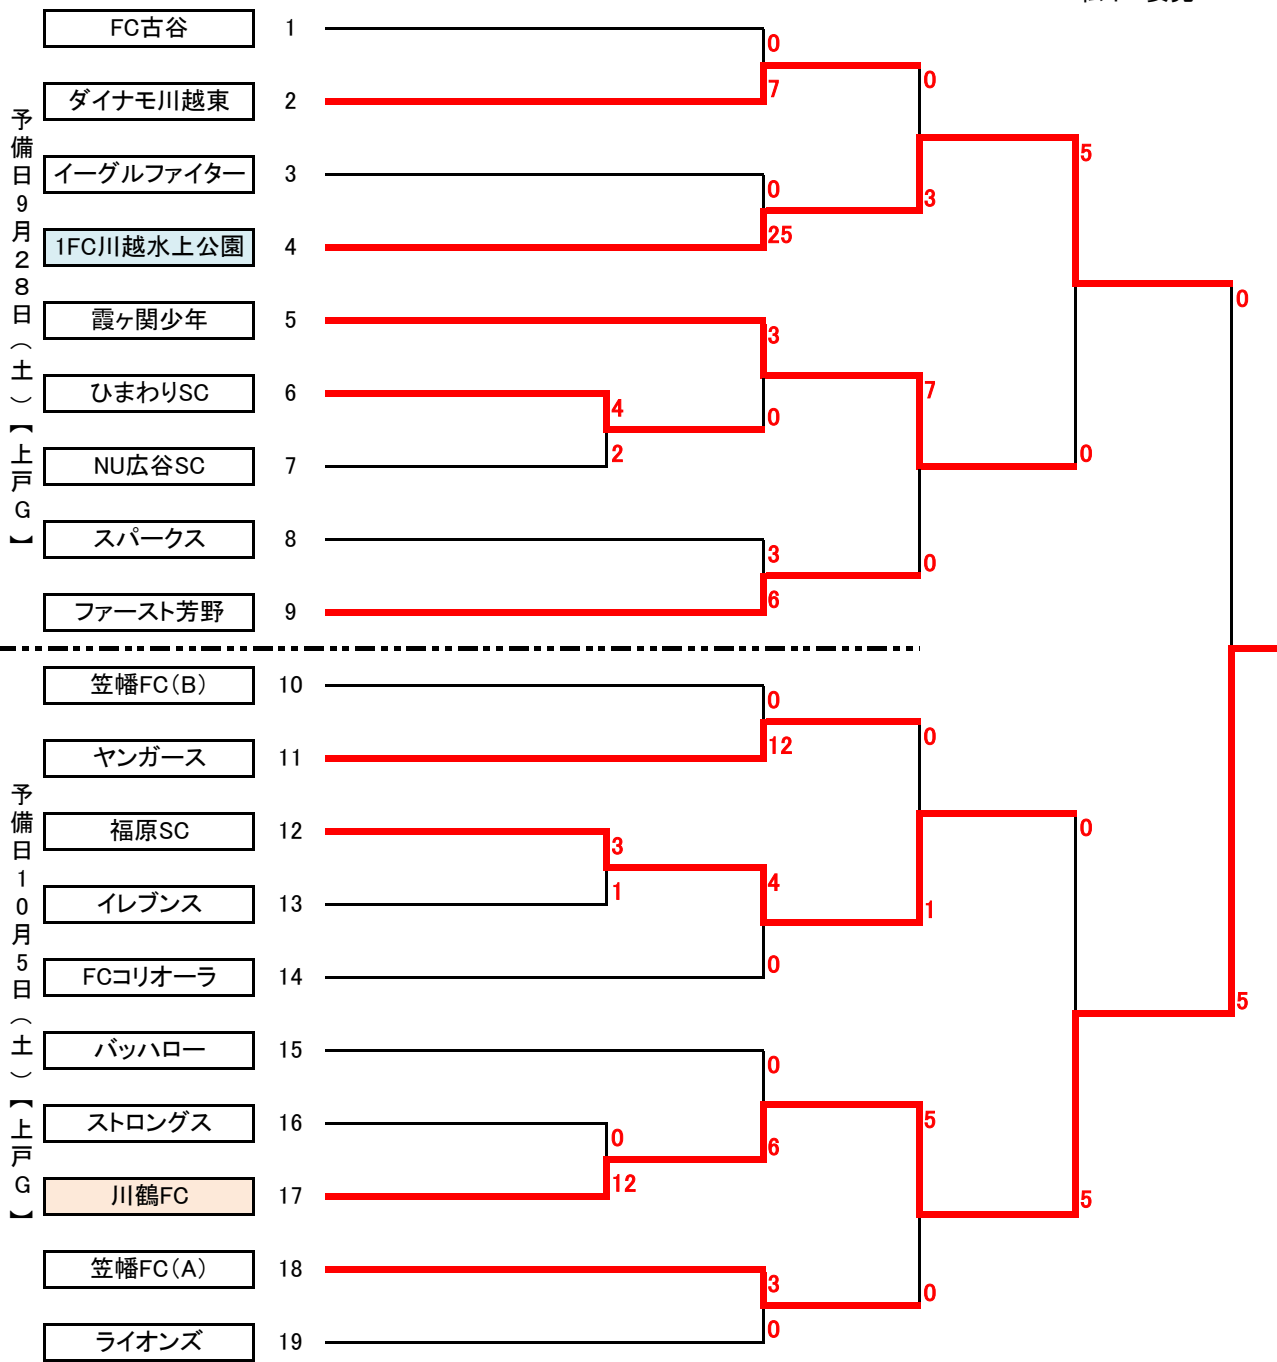 FC古谷 1
ダイナモ川越東 2
イーグルファイター 3
1FC川越水上公園 4
霞ヶ関少年 5
ひまわりSC 6
NU広谷SC 7
スパークス 8
ファースト芳野 9
笠幡FC(B) 10
ヤンガース 11
福原SC 12
イレブンス 13
FCコリオーラ 14
バッハロー 15
ストロングス 16
川鶴FC 17
笠幡FC(A) 18
ライオンズ 19
予備日9月28日(土)【上戸G】
予備日10月5日(土)【上戸G】
4
2
3
1
0
12
0
7
0
25
3
0
3
6
0
12
4
0
0
6
3
0
0
3
7
0
0
1
5
0
5
0
0
5
0
5